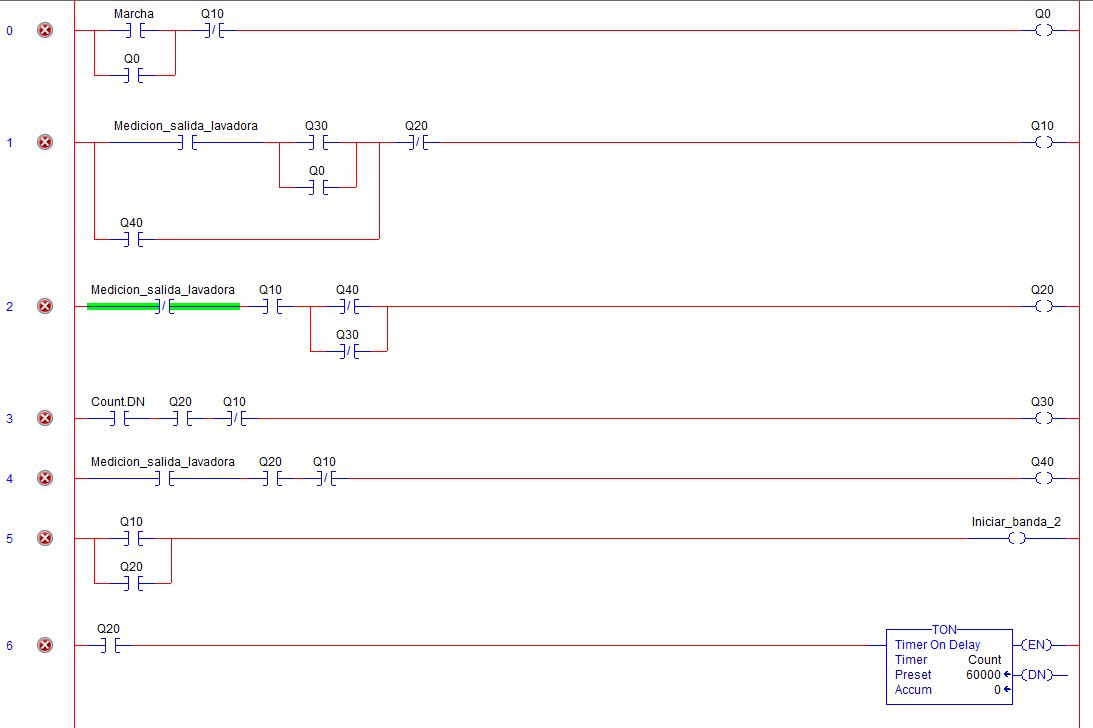 Marcha Q10 Q0
0
Q0
Medicion_salida_lavadora Q30 Q20 Q10
1
Q0
Q40
Medicion_salida_lavadora Q10 Q40 Q20
2
Q30
Count.DN Q20 Q10 Q30
3
Medicion_salida_lavadora Q20 Q10 Q40
4
Q10 Iniciar_banda_2
5
Q20
Q20 TON
6 Timer On Delay EN
Timer Count
Preset 60000 DN
Accum 0